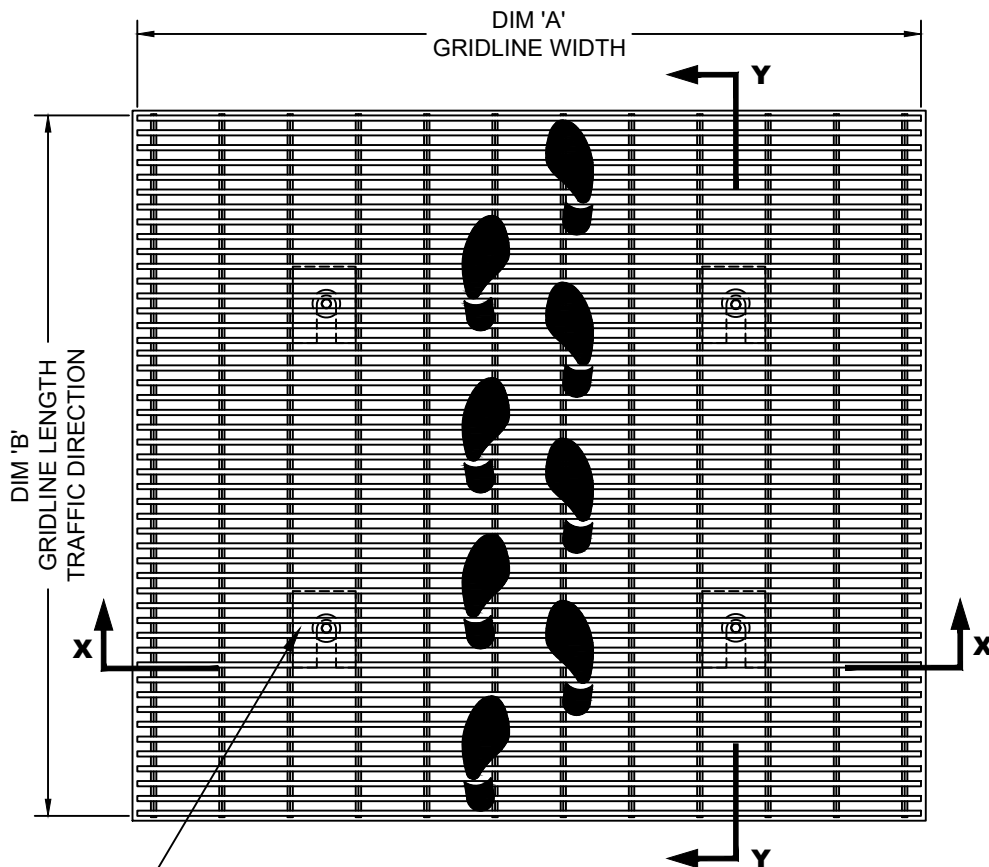 DIM 'A'
GRIDLINE WIDTH
Y
DIM 'B'
GRIDLINE LENGTH
TRAFFIC DIRECTION
X
X
Y